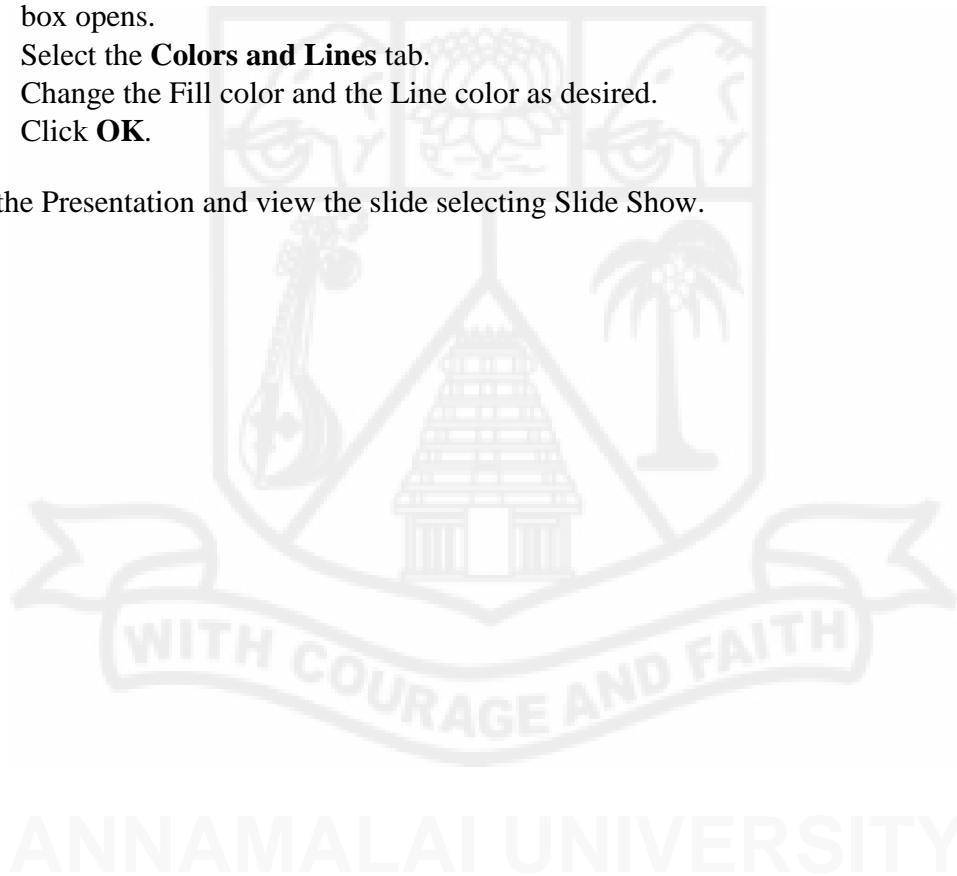 box opens.
Select the Colors and Lines tab.
Change the Fill color and the Line color as desired.
Click OK.
the Presentation and view the slide selecting Slide Show.
WITH COURAGE AND FAITH
ANNAMALAI UNIVERSITY